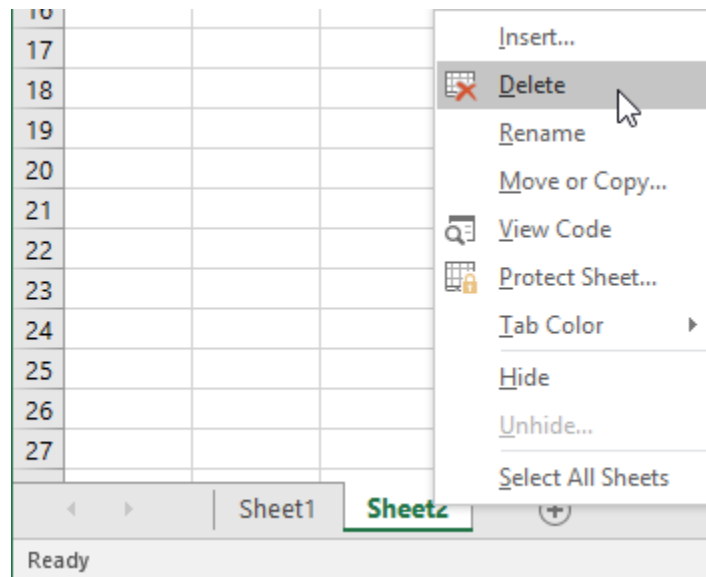 16
17
18
19
20
21
22
23
24
25
26
27
Insert...
Delete
Rename
Move or Copy...
View Code
Protect Sheet...
Tab Color
Hide
Unhide...
Select All Sheets
Sheet1 Sheet2
Ready